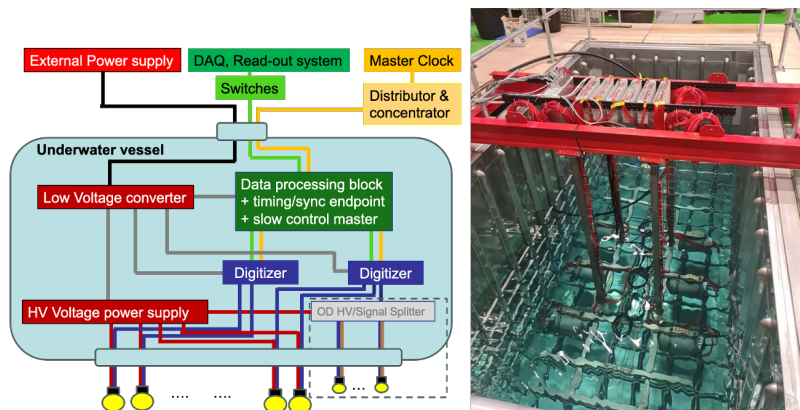 External Power supply
DAQ, Read-out system
Master Clock
Switches
Distributor &
concentrator
Underwater vessel
Low Voltage converter
Data processing block
+ timing/sync endpoint
+ slow control master
Digitizer
Digitizer
HV Voltage power supply
OD HV/Signal Splitter
....
....
...